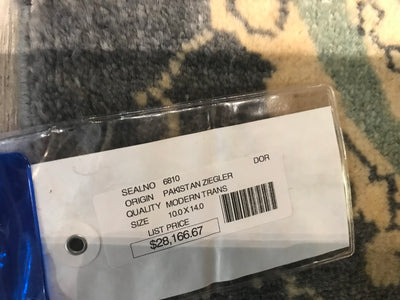 DOR
SEALNO 6810
ORIGIN PAKISTAN ZIEGLER
QUALITY MODERN TRANS
SIZE 10.0 X 14.0
LIST PRICE
$28,166.67